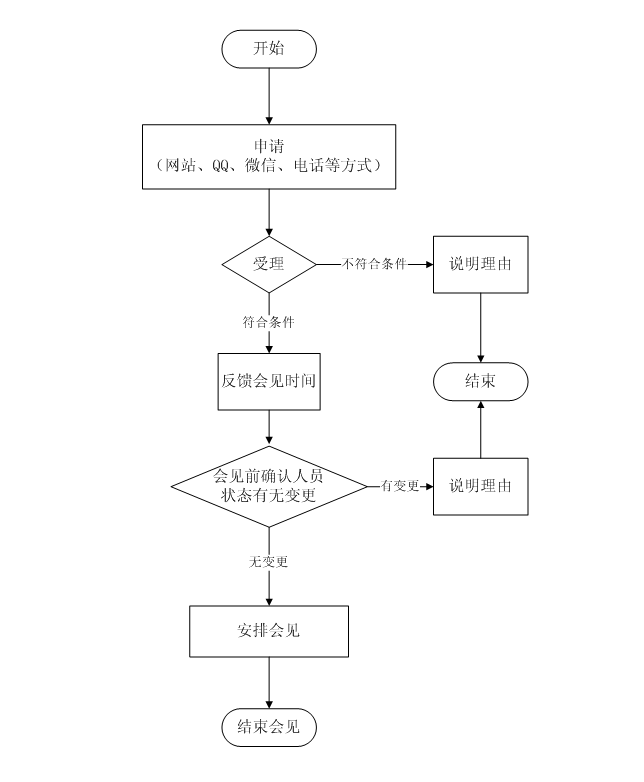 开始
申请
（网站、QQ、微信、电话等方式）
受理
不符合条件
说明理由
符合条件
反馈会见时间
结束
会见前确认人员
状态有无变更
有变更
说明理由
无变更
安排会见
结束会见